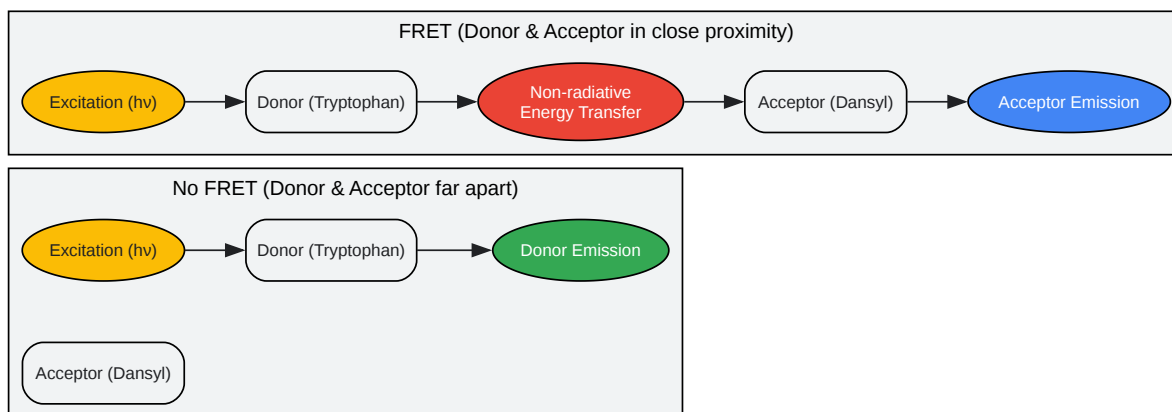 FRET (Donor & Acceptor in close proximity)
Excitation (hν)
Donor (Tryptophan)
Non-radiative
Energy Transfer
Acceptor (Dansyl)
Acceptor Emission
No FRET (Donor & Acceptor far apart)
Excitation (hν)
Donor (Tryptophan)
Donor Emission
Acceptor (Dansyl)